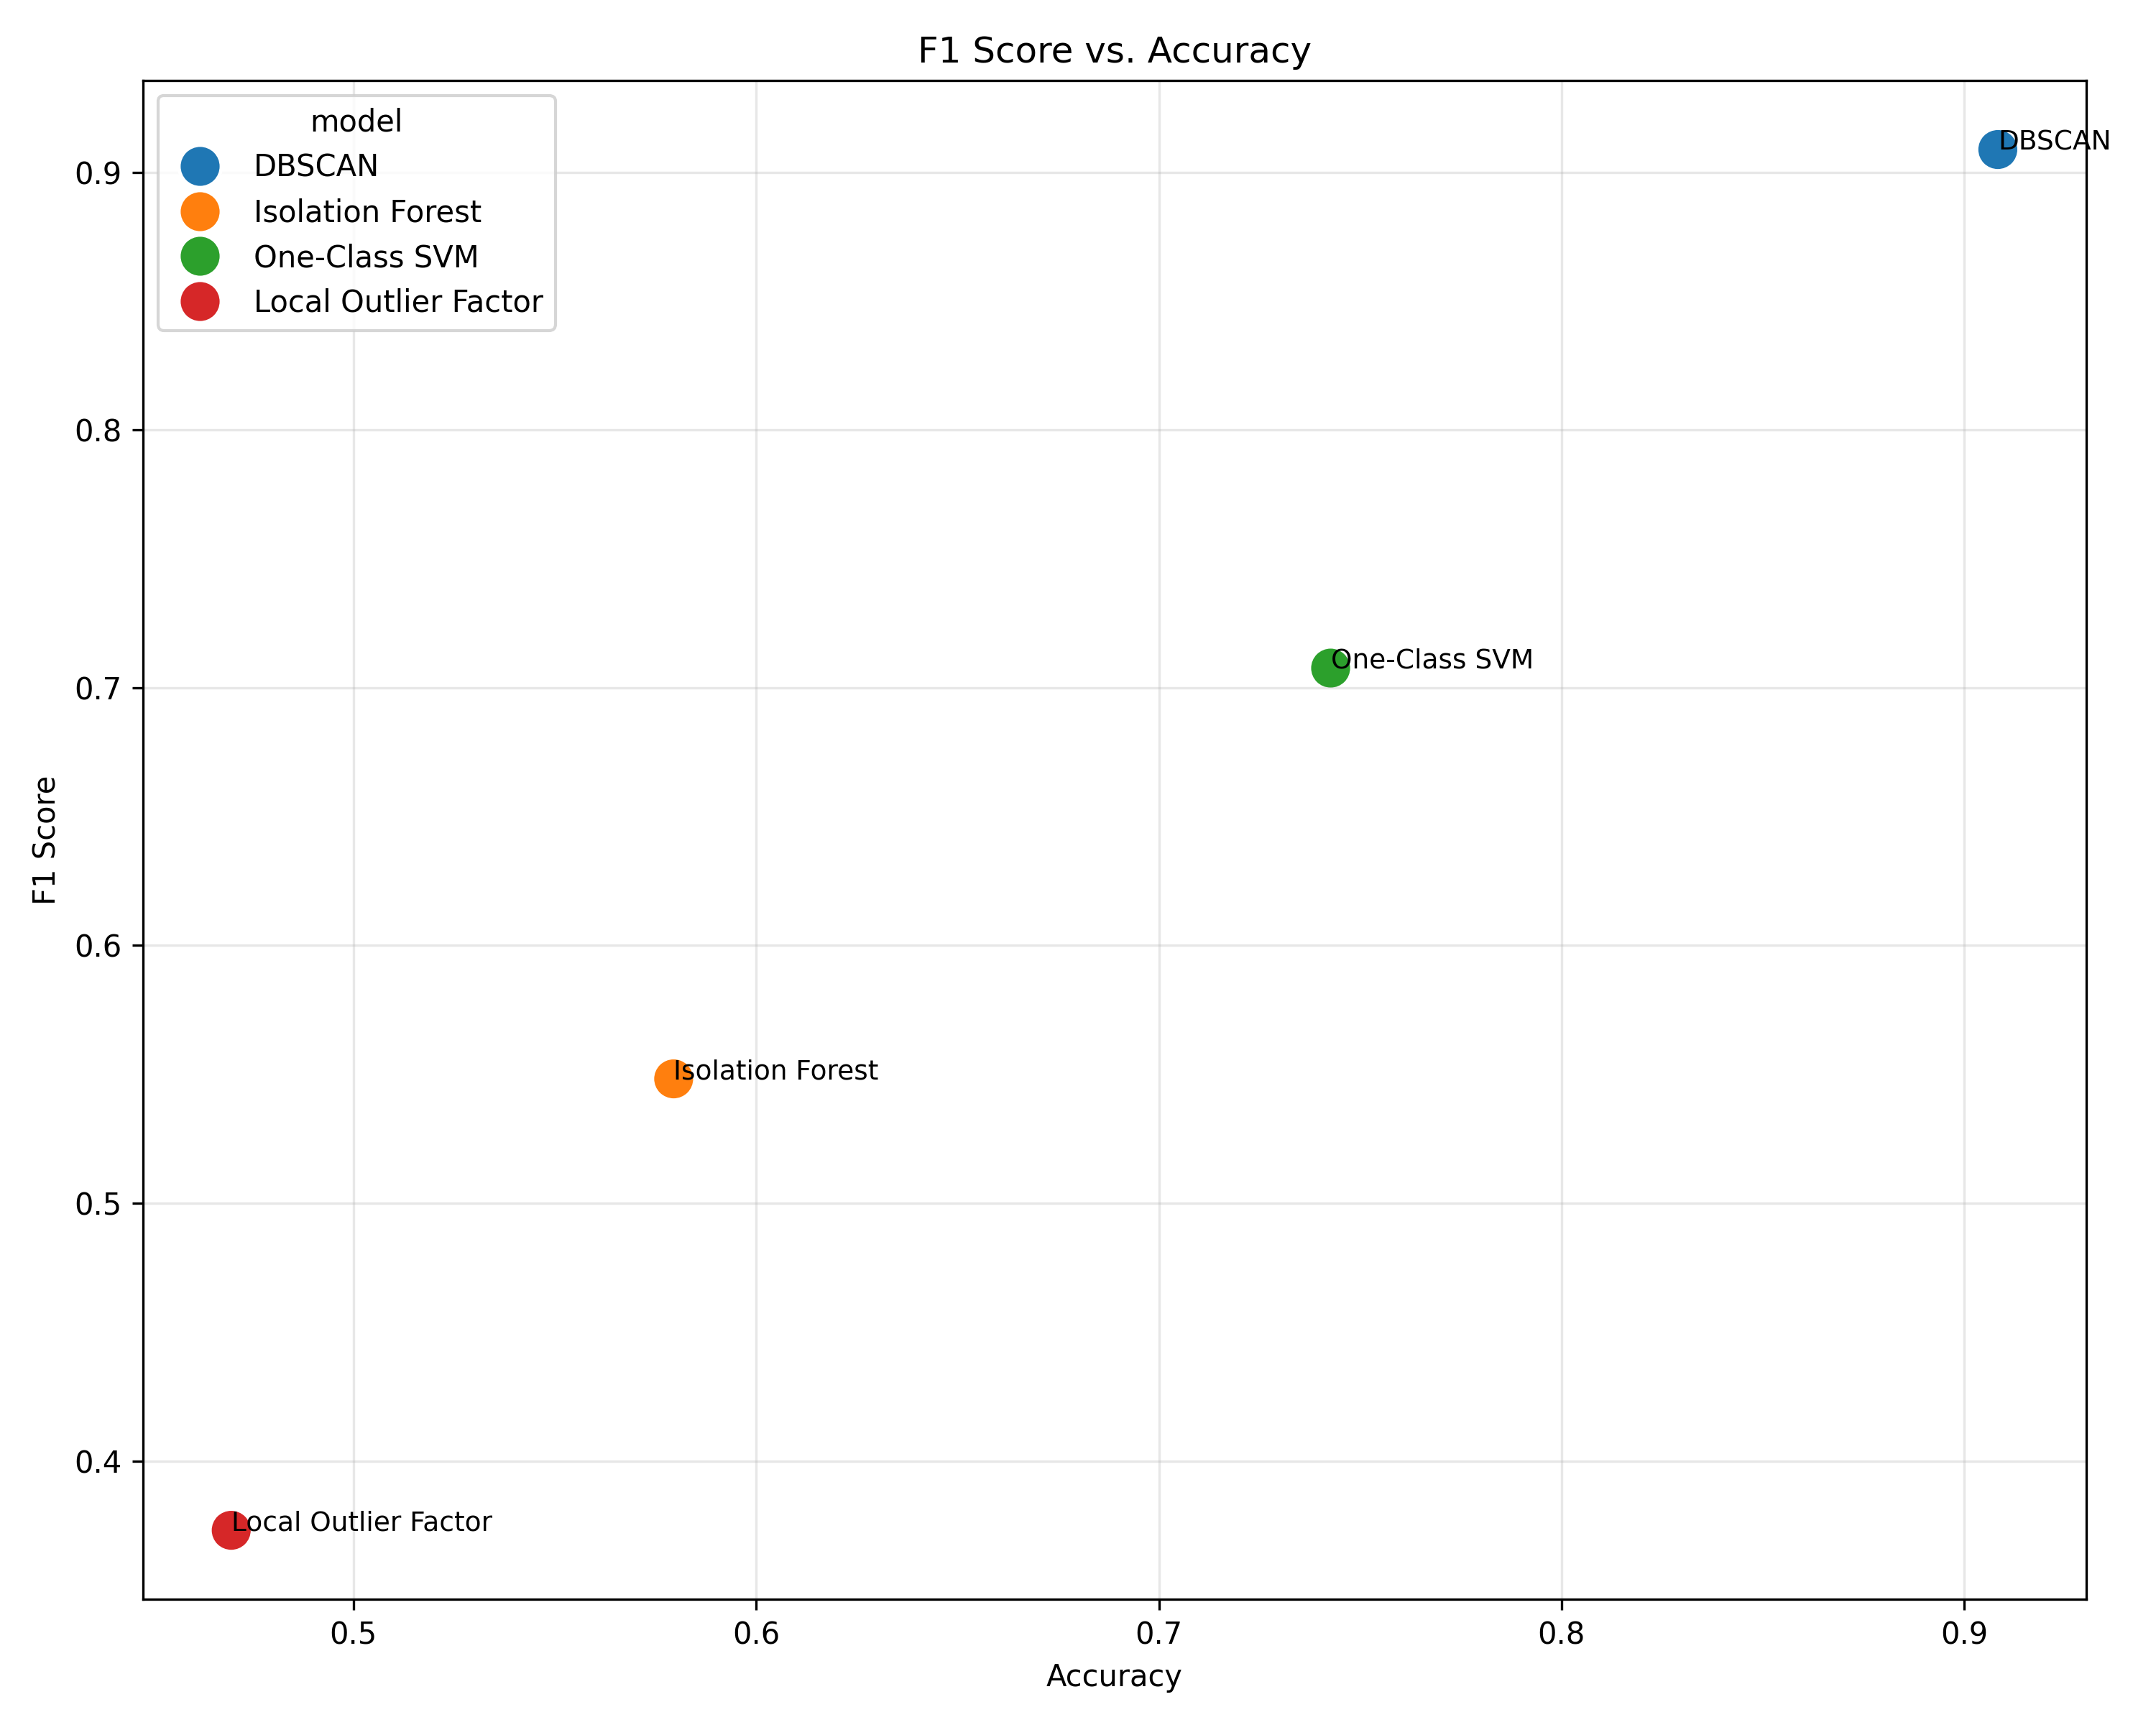 F1 Score vs. Accuracy
model
DBSCAN
Isolation Forest
One-Class SVM
Local Outlier Factor
DBSCAN
One-Class SVM
Isolation Forest
Local Outlier Factor
F1 Score
0.9
0.8
0.7
0.6
0.5
0.4
0.5 0.6 0.7 0.8 0.9
Accuracy